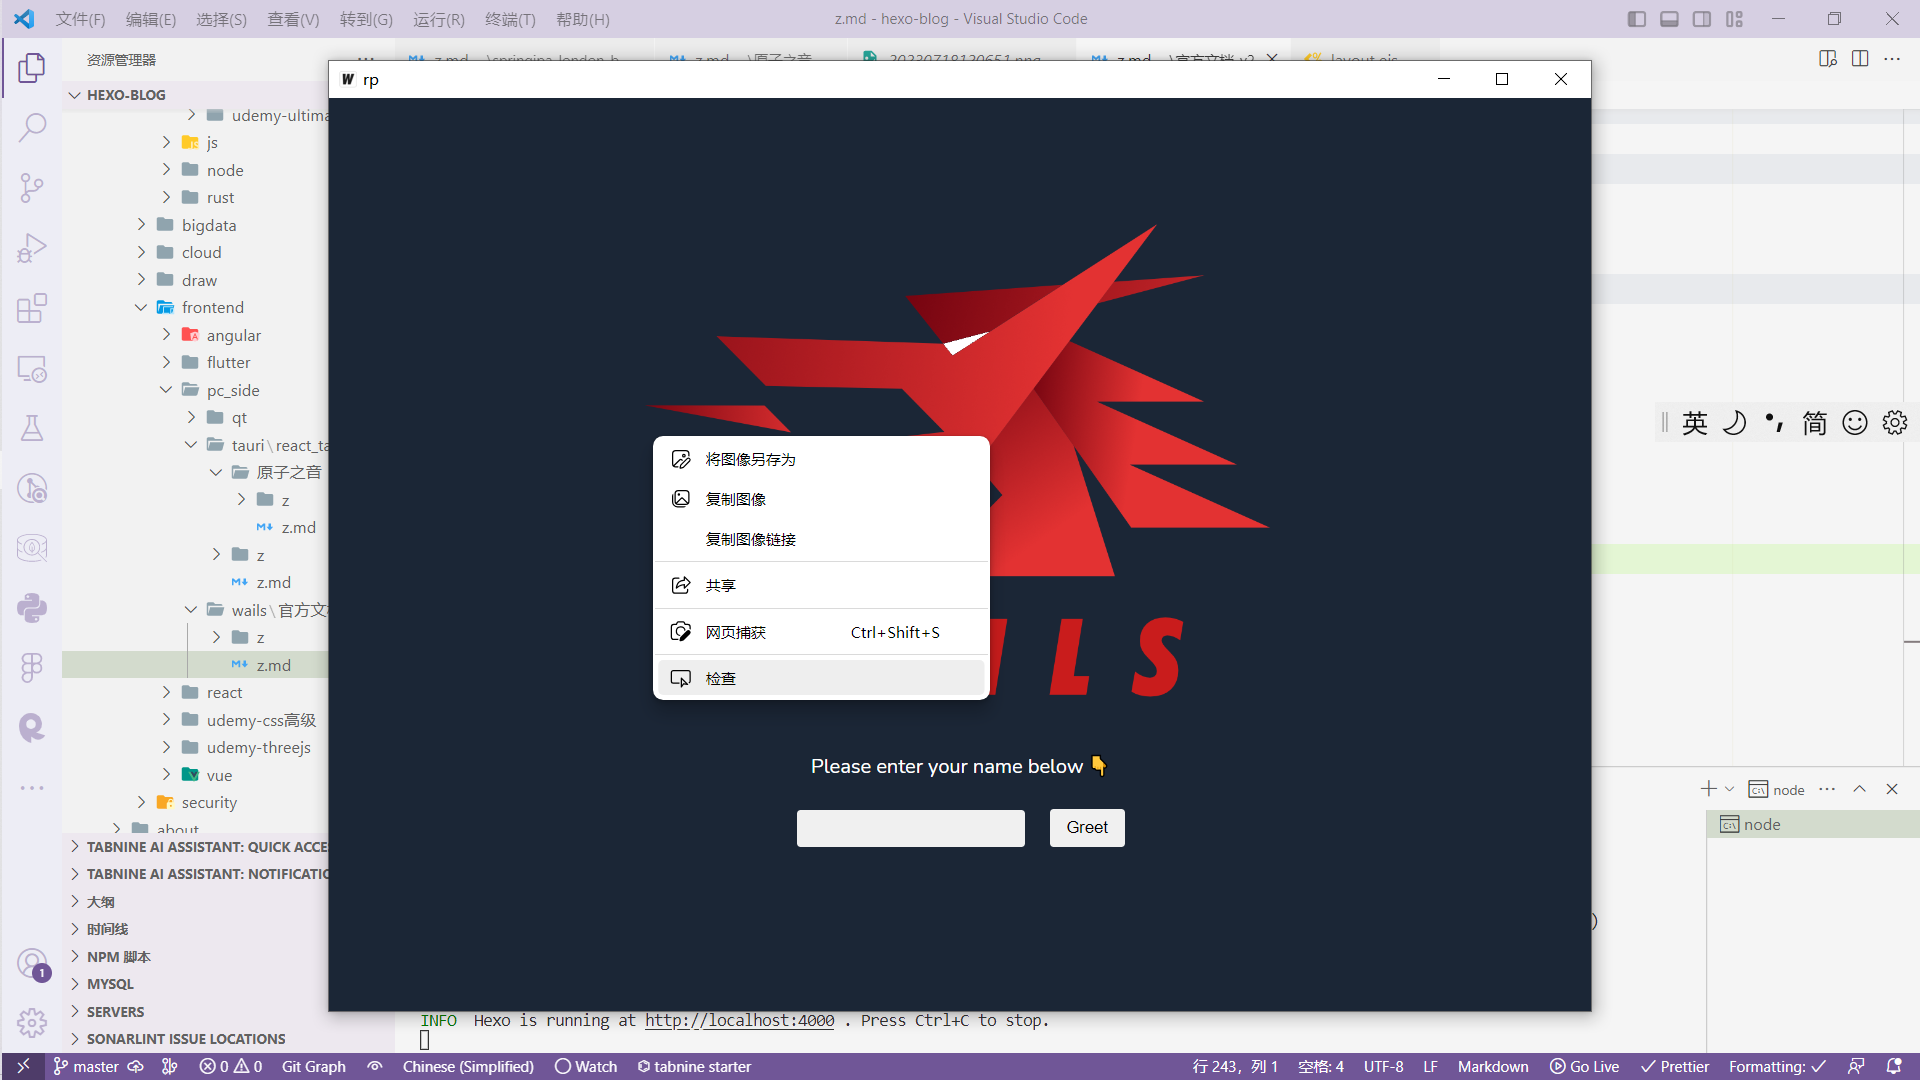 文件(F) 编辑(E) 选择(S) 查看(V) 转到(G) 运行(R) 终端(T) 帮助(H) z.md - hexo-blog - Visual Studio Code
资源管理器
HEXO-BLOG
udemy-ultima
js
node
rust
bigdata
cloud
draw
frontend
angular
flutter
pc_side
qt
tauri\react_ta
原子之音
z
z.md
z
z.md
wails\官方文
z
z.md
react
udemy-css高级
udemy-threejs
vue
security
about
TABNINE AI ASSISTANT: QUICK ACCE
TABNINE AI ASSISTANT: NOTIFICATIO
大纲
时间线
NPM 脚本
MYSQL
SERVERS
SONARLINT ISSUE LOCATIONS
W rp
将图像另存为
复制图像
复制图像链接
共享
网页捕获 Ctrl+Shift+S
检查
L S
Please enter your name below 👇
Greet
英 简
node
node
)
INFO Hexo is running at http://localhost:4000 . Press Ctrl+C to stop.
1
master 0 0 Git Graph Chinese (Simplified) Watch tabnine starter 行 243，列 1 空格: 4 UTF-8 LF Markdown Go Live Prettier Formatting: